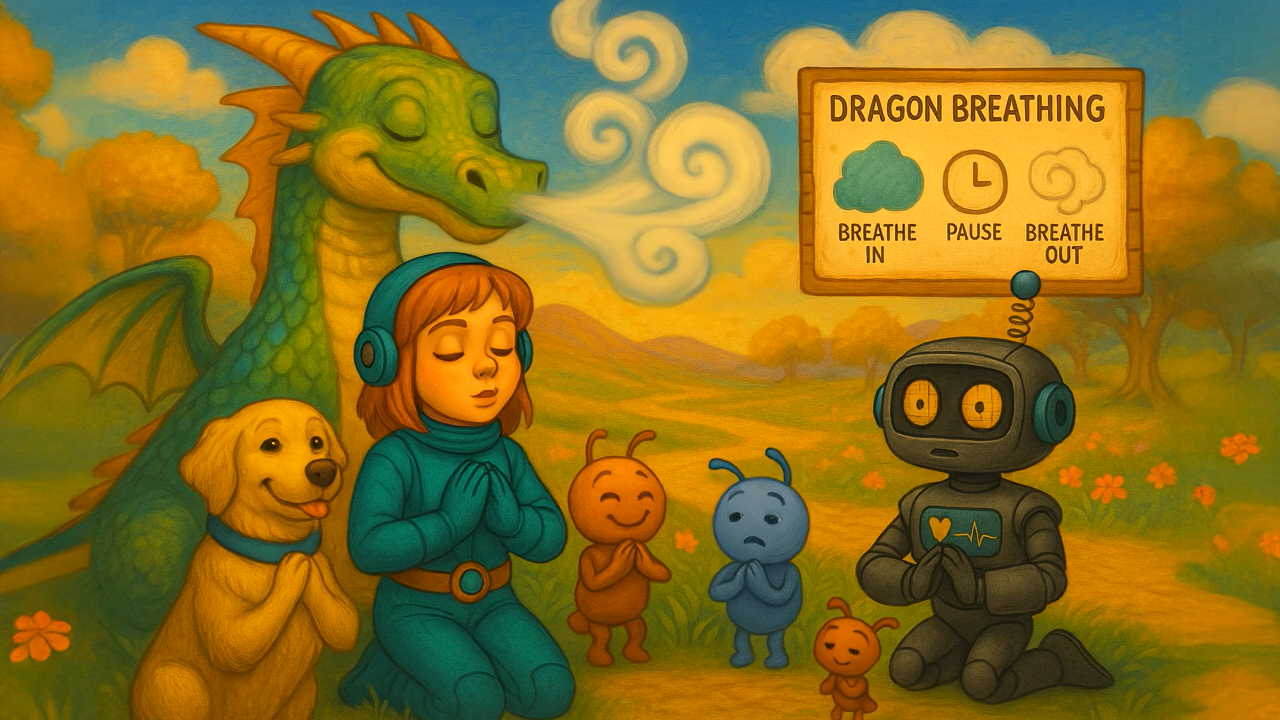 DRAGON BREATHING
BREATHE
IN
PAUSE
BREATHE
OUT